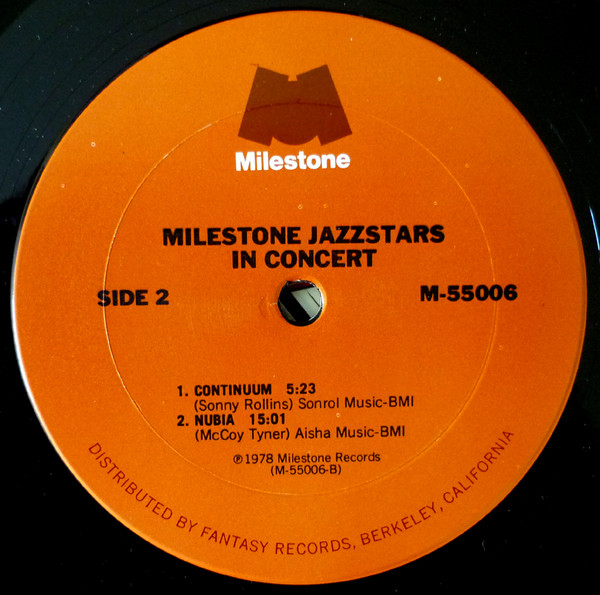 Milestone
MILESTONE JAZZSTARS
IN CONCERT
SIDE 2
M-55006
1. CONTINUUM 5:23
(Sonny Rollins) Sonrol Music-BMI
2. NUBIA 15:01
(McCoy Tyner) Aisha Music-BMI
℗1978 Milestone Records
(M-55006-B)
DISTRIBUTED BY FANTASY RECORDS, BERKELEY, CALIFORNIA